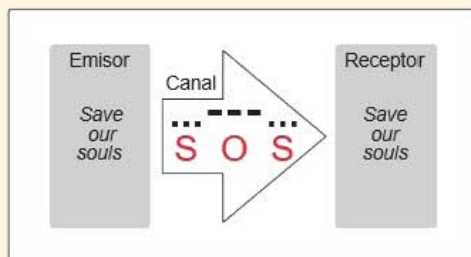 Emisor
Save
our
souls
Canal
... --- ...
S O S
Receptor
Save
our
souls